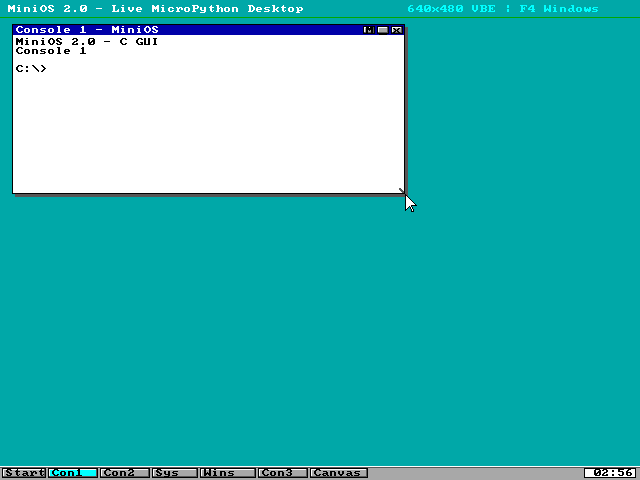 MiniOS 2.0 - Live MicroPython Desktop
640x480 VBE | F4 Windows
Console 1 - MiniOS
MiniOS 2.0 - C GUI
Console 1
C:\>
Start Con1 Con2 Sys Wins Con3 Canvas 02:56